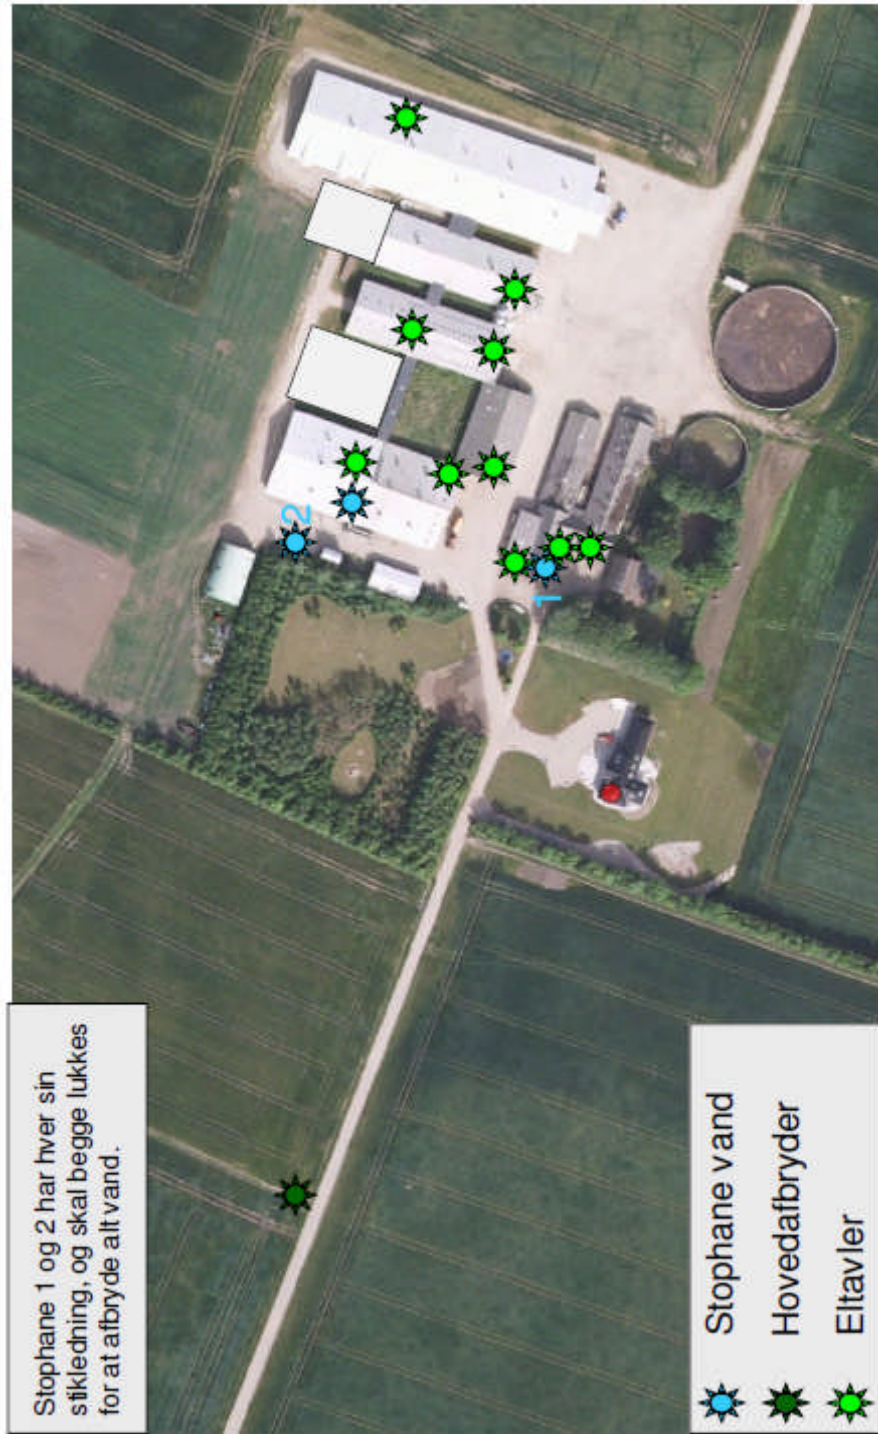 Stophane 1 og 2 har hver sin
stikledning, og skal begge lukkes
for at afbryde alt vand.
2
1
Stophane vand
Hovedafbryder
Eltavler